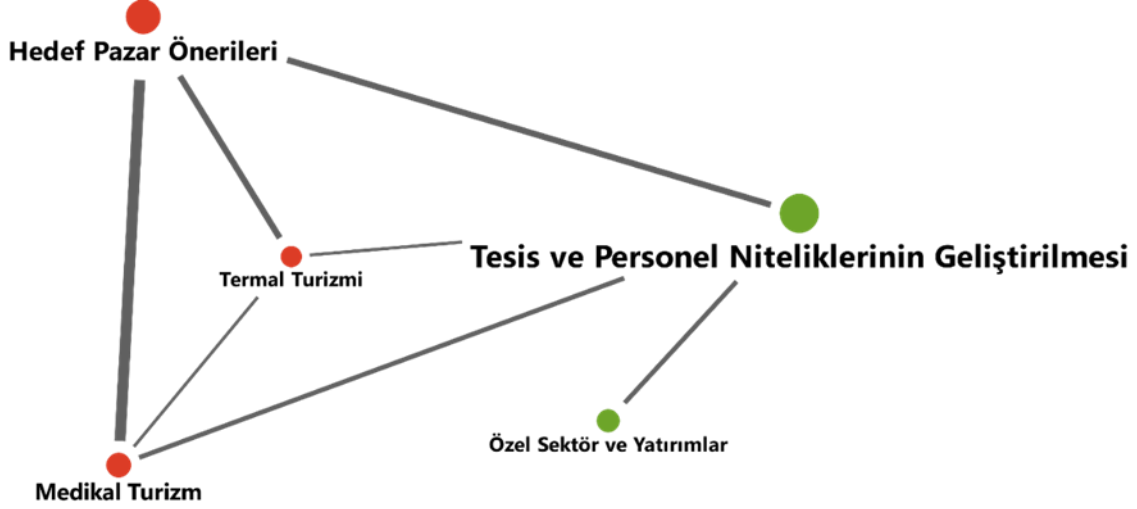 Hedef Pazar Önerileri
Tesis ve Personel Niteliklerinin Geliştirilmesi
Termal Turizmi
Özel Sektör ve Yatırımlar
Medikal Turizm